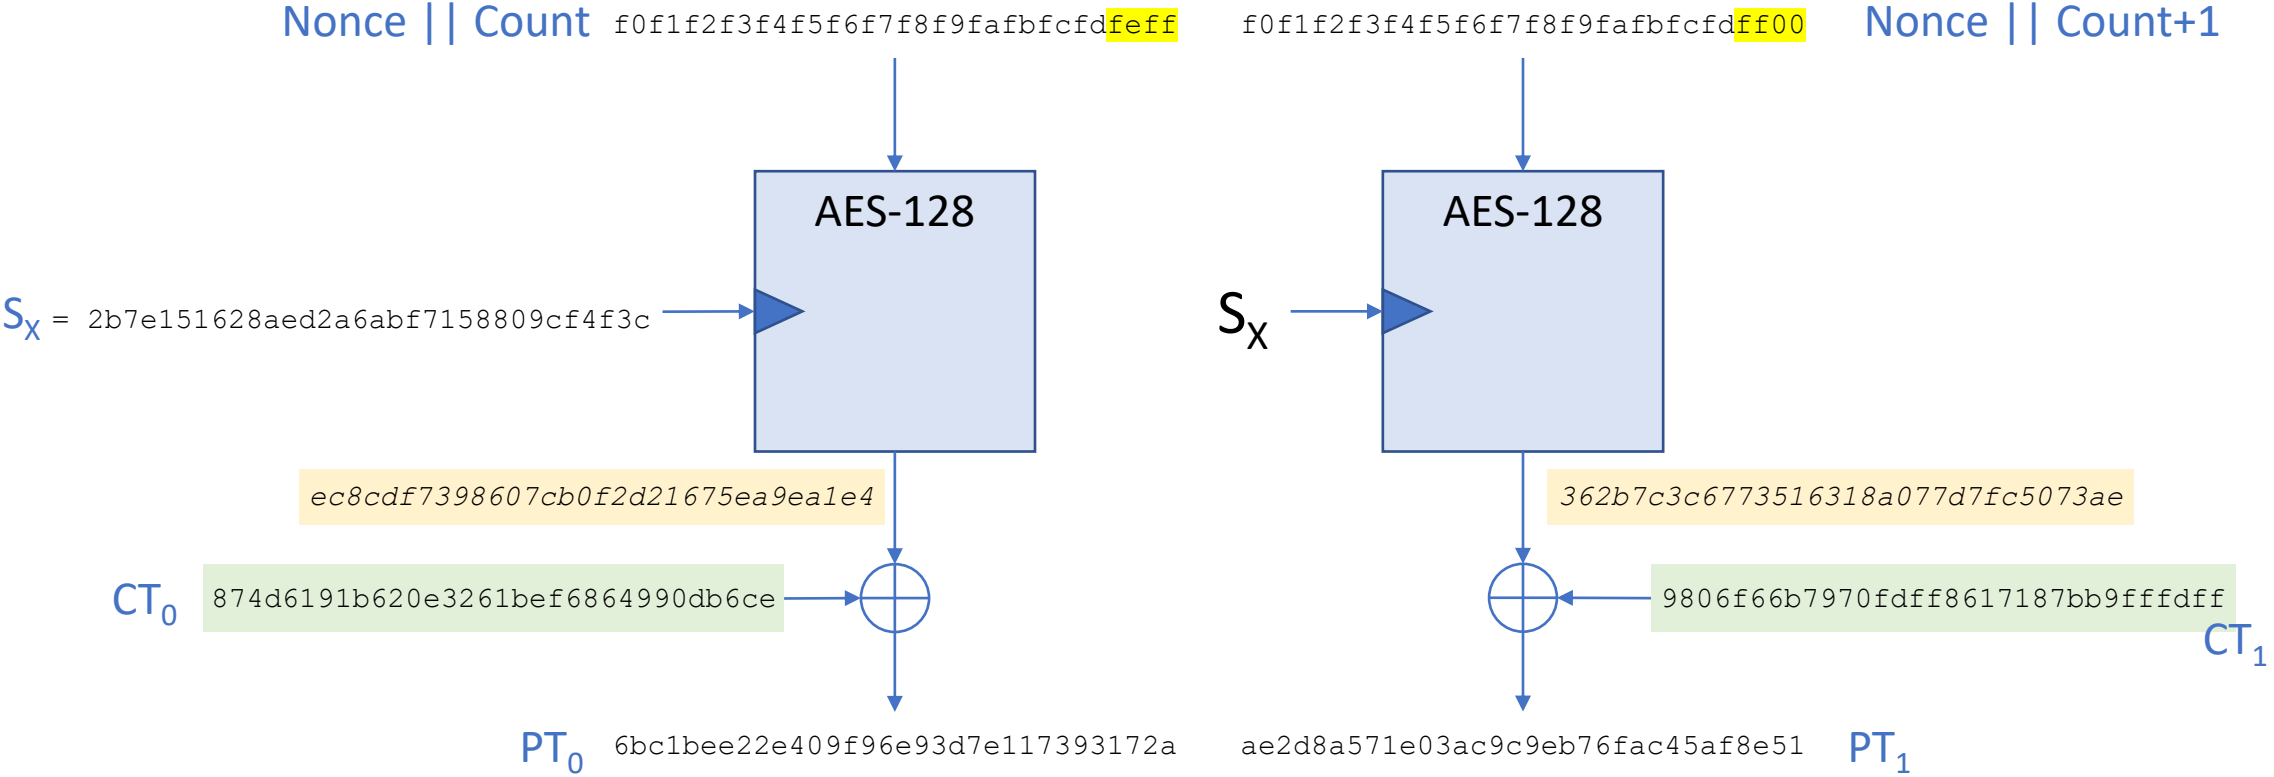 Nonce || Count f0f1f2f3f4f5f6f7f8f9fafbfcfdfeff f0f1f2f3f4f5f6f7f8f9fafbfcfdff00 Nonce || Count+1
AES-128 AES-128
SX = 2b7e151628aed2a6abf7158809cf4f3c SX
ec8cdf7398607cb0f2d21675ea9ea1e4 362b7c3c6773516318a077d7fc5073ae
CT0 874d6191b620e3261bef6864990db6ce 9806f66b7970fdff8617187bb9fffdff
CT1
PT0 6bc1bee22e409f96e93d7e117393172a ae2d8a571e03ac9c9eb76fac45af8e51 PT1